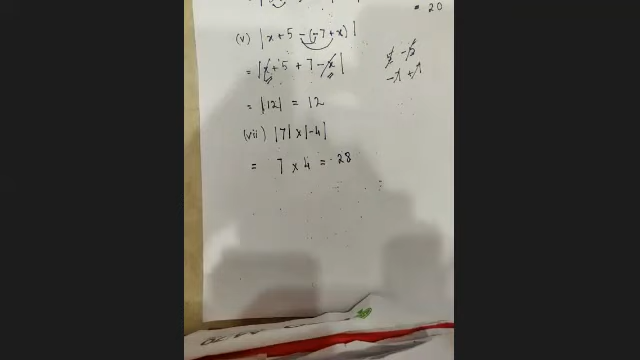 = 20
(v) |x + 5 - (-7 + x)|
= |x + 5 + 7 - x|
= |12| = 12
(vii) |7| x |-4|
= 7 x 4 = 28